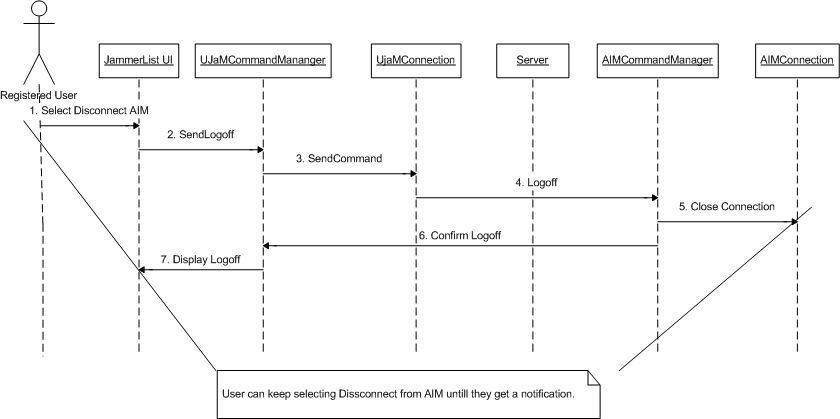 JammerList UI
UJaMCommandMananger
UjaMConnection
Server
AIMCommandManager
AIMConnection
Registered User
1. Select Disconnect AIM
2. SendLogoff
3. SendCommand
4. Logoff
5. Close Connection
6. Confirm Logoff
7. Display Logoff
User can keep selecting Dissconnect from AIM untill they get a notification.